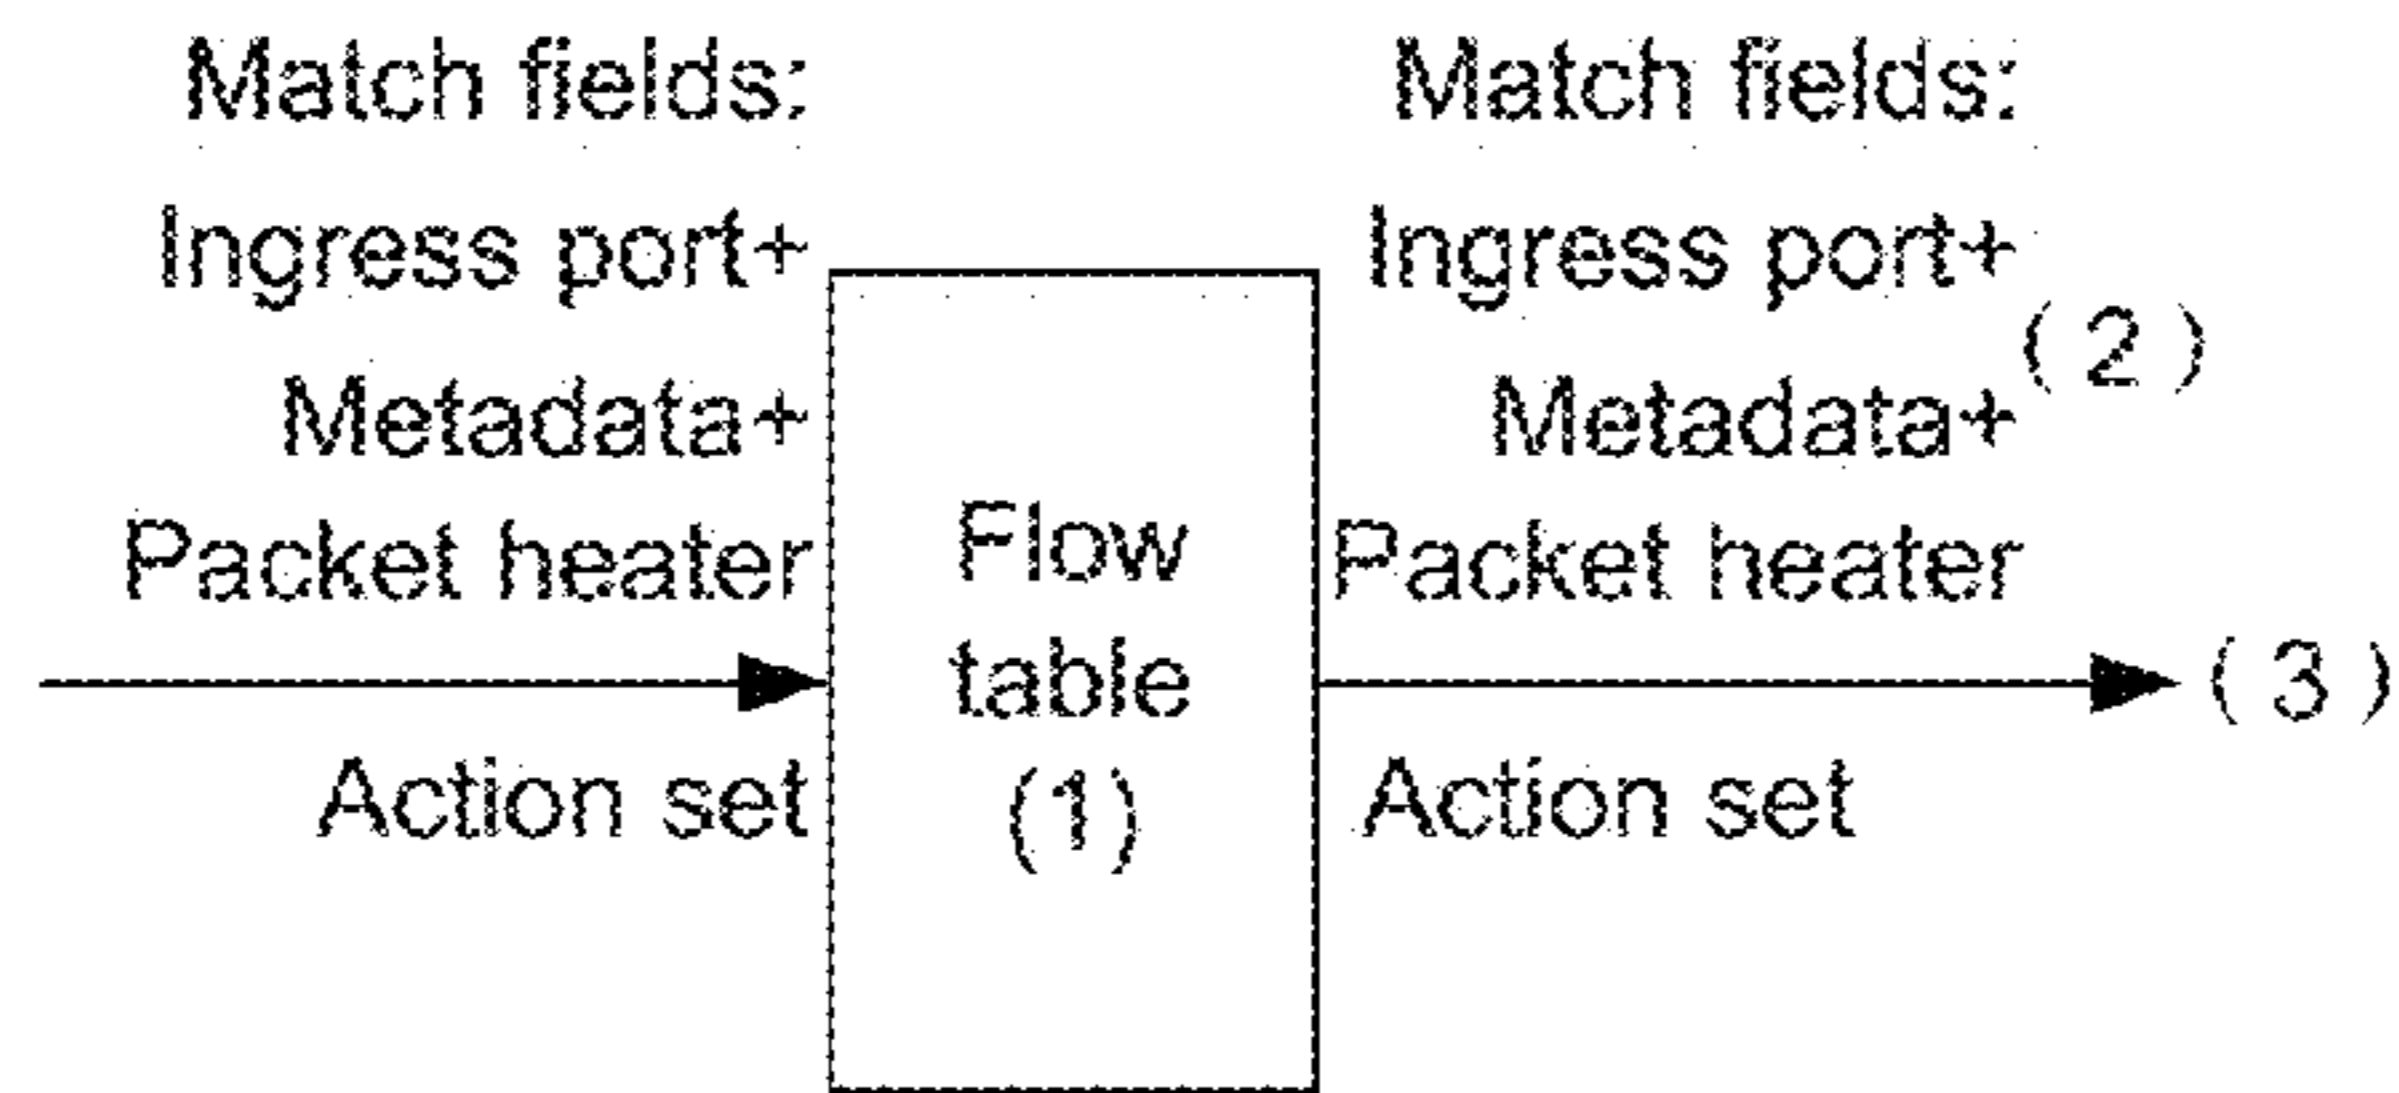 Match fields:
Ingress port+
Metadata+
Packet heater
Action set
Flow
table
(1)
Match fields:
Ingress port+
( 2 )
Metadata+
Packet heater
( 3 )
Action set